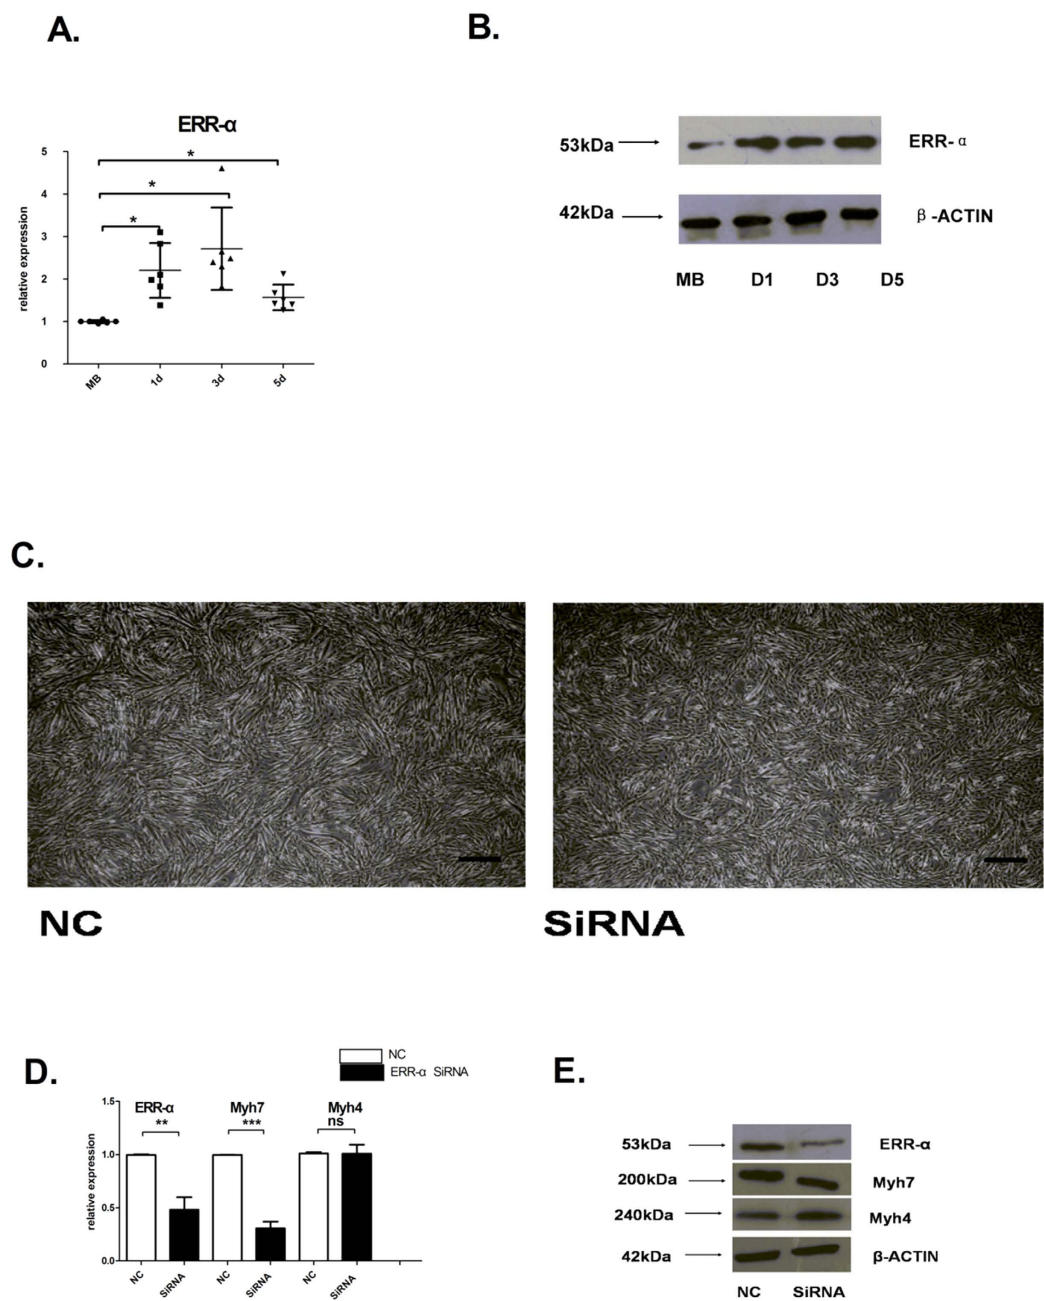 A.
ERR-α
relative expression
5
4
3
2
1
0
*
*
*
MB
1d
3d
5d
B.
53kDa
ERR- α
42kDa
β -ACTIN
MB D1 D3 D5
C.
NC
SiRNA
D.
NC
ERR-α SiRNA
relative expression
1.5
1.0
0.5
0.0
ERR-α
**
Myh7
***
Myh4
ns
NC
SiRNA
NC
SiRNA
NC
SiRNA
E.
53kDa
ERR-α
200kDa
Myh7
240kDa
Myh4
42kDa
β-ACTIN
NC SiRNA